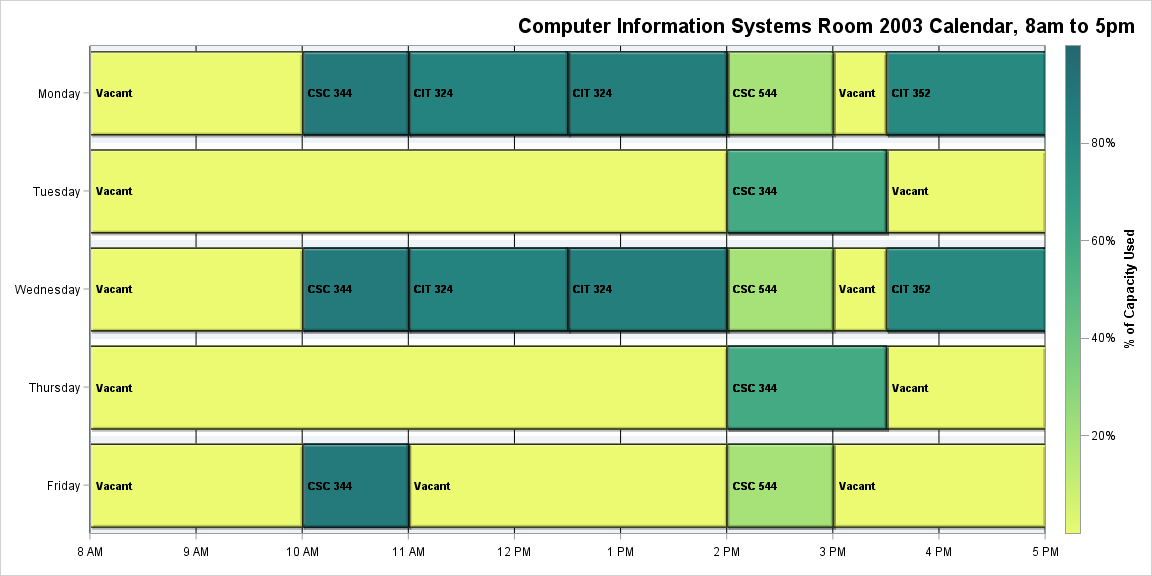 Computer Information Systems Room 2003 Calendar, 8am to 5pm
Monday
Vacant
CSC 344
CIT 324
CIT 324
CSC 544
Vacant
CIT 352
Tuesday
Vacant
CSC 344
Vacant
Wednesday
Vacant
CSC 344
CIT 324
CIT 324
CSC 544
Vacant
CIT 352
Thursday
Vacant
CSC 344
Vacant
Friday
Vacant
CSC 344
Vacant
CSC 544
Vacant
8 AM
9 AM
10 AM
11 AM
12 PM
1 PM
2 PM
3 PM
4 PM
5 PM
80%
60%
40%
20%
% of Capacity Used